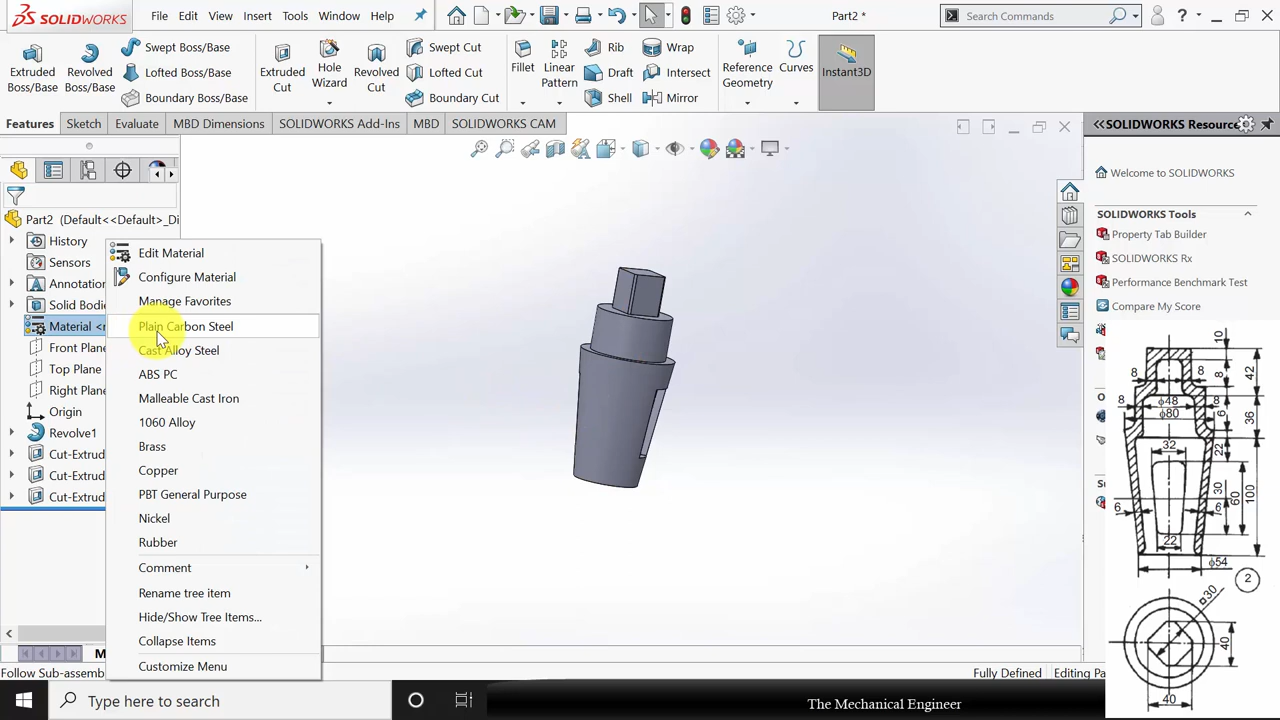 SOLIDWORKS
File Edit View Insert Tools Window Help
Part2 *
Search Commands
Extruded Boss/Base
Revolved Boss/Base
Swept Boss/Base
Lofted Boss/Base
Boundary Boss/Base
Extruded Cut
Hole Wizard
Revolved Cut
Swept Cut
Lofted Cut
Boundary Cut
Fillet
Linear Pattern
Rib
Draft
Shell
Wrap
Intersect
Mirror
Reference Geometry
Curves
Instant3D
Features Sketch Evaluate MBD Dimensions SOLIDWORKS Add-Ins MBD SOLIDWORKS CAM
Part2 (Default<<Default>_Di
History
Sensors
Annotation
Solid Bodie
Material <n
Front Plane
Top Plane
Right Plane
Origin
Revolve1
Cut-Extrud
Cut-Extrud
Cut-Extrud
Edit Material
Configure Material
Manage Favorites
Plain Carbon Steel
Cast Alloy Steel
ABS PC
Malleable Cast Iron
1060 Alloy
Brass
Copper
PBT General Purpose
Nickel
Rubber
Comment
Rename tree item
Hide/Show Tree Items...
Collapse Items
Customize Menu
<<SOLIDWORKS Resourc
Welcome to SOLIDWORKS
SOLIDWORKS Tools
Property Tab Builder
SOLIDWORKS Rx
Performance Benchmark Test
Compare My Score
10
8 8 8 42
8 ϕ48 8 6 36
ϕ80
22
32
30 60 100
6 6
22
ϕ54
2
□30
40
40
M
Follow Sub-assemb
Fully Defined
Editing Pa
Type here to search
The Mechanical Engineer